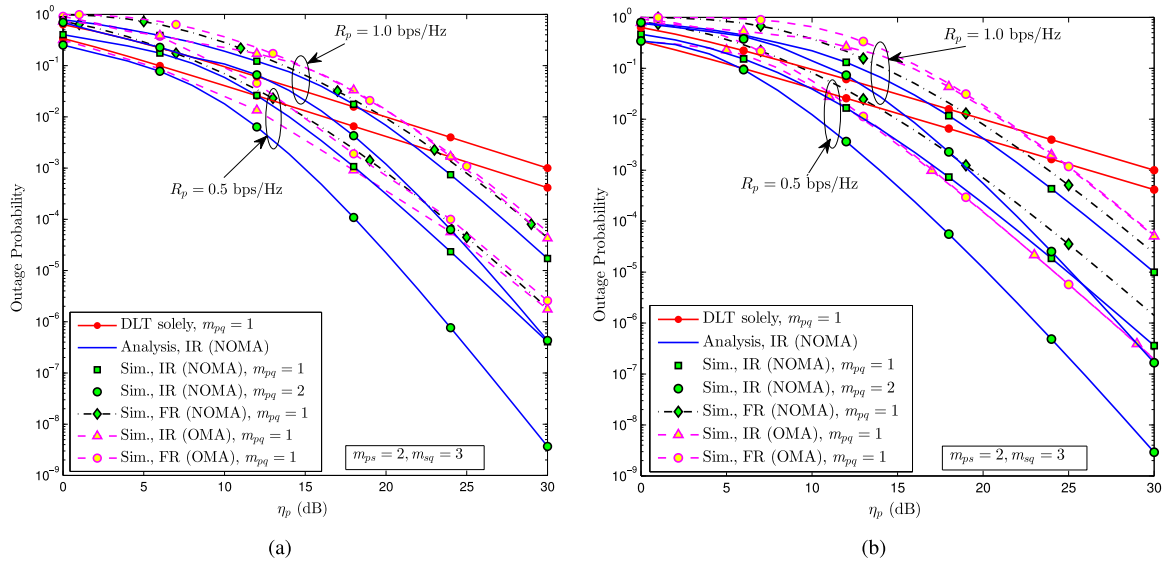 Outage Probability
10^0
10^-1
10^-2
10^-3
10^-4
10^-5
10^-6
10^-7
10^-8
10^-9
R_p = 1.0 bps/Hz
R_p = 0.5 bps/Hz
DLT solely, m_pq = 1
Analysis, IR (NOMA)
Sim., IR (NOMA), m_pq = 1
Sim., IR (NOMA), m_pq = 2
Sim., FR (NOMA), m_pq = 1
Sim., IR (OMA), m_pq = 1
Sim., FR (OMA), m_pq = 1
m_ps = 2, m_sq = 3
0 5 10 15 20 25 30
η_p (dB)
(a)
Outage Probability
10^0
10^-1
10^-2
10^-3
10^-4
10^-5
10^-6
10^-7
10^-8
10^-9
R_p = 1.0 bps/Hz
R_p = 0.5 bps/Hz
DLT solely, m_pq = 1
Analysis, IR (NOMA)
Sim., IR (NOMA), m_pq = 1
Sim., IR (NOMA), m_pq = 2
Sim., FR (NOMA), m_pq = 1
Sim., IR (OMA), m_pq = 1
Sim., FR (OMA), m_pq = 1
m_ps = 2, m_sq = 3
0 5 10 15 20 25 30
η_p (dB)
(b)